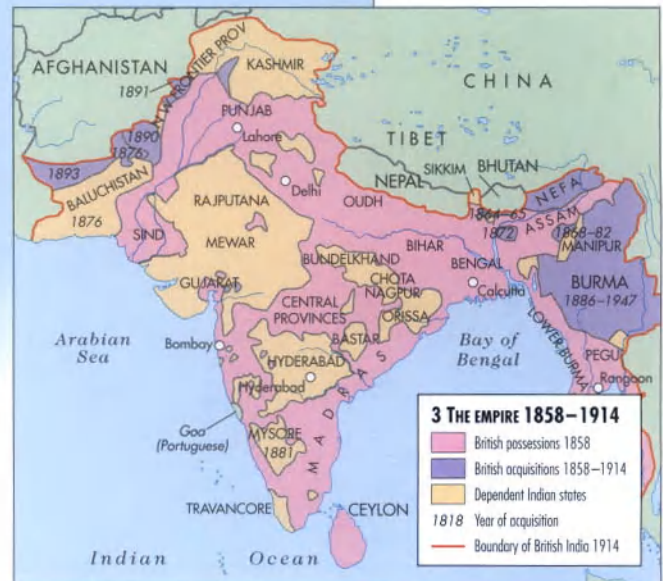 AFGHANISTAN
N.W. FRONTIER PROV
KASHMIR
CHINA
1891
PUNJAB
Lahore
TIBET
1890
1876
SIKKIM
BHUTAN
NEPAL
1893
BALUCHISTAN
1876
Delhi
NEFA
RAJPUTANA
OUDH
1864–65
ASSAM
1872
1868–82
SIND
MEWAR
BIHAR
MANIPUR
BUNDELKHAND
BENGAL
GUJARAT
CHOTA
NAGPUR
Calcutta
BURMA
1886–1947
CENTRAL
PROVINCES
ORISSA
Arabian
Sea
Bombay
BASTAR
Bay of
Bengal
LOWER BURMA
PEGU
HYDERABAD
Hyderabad
Rangoon
MADRAS
Goa
(Portuguese)
MYSORE
1881
TRAVANCORE
CEYLON
Indian Ocean
3 THE EMPIRE 1858–1914
British possessions 1858
British acquisitions 1858–1914
Dependent Indian states
1818 Year of acquisition
Boundary of British India 1914